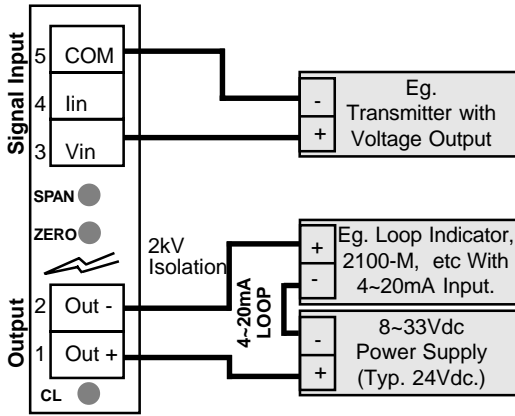 Signal Input
5 COM
4 Iin
3 Vin
SPAN
ZERO
2kV
Isolation
Output
2 Out -
1 Out +
CL
-
+
Eg.
Transmitter with
Voltage Output
4~20mA
LOOP
+
-
Eg. Loop Indicator,
2100-M, etc With
4~20mA Input.
-
+
8~33Vdc
Power Supply
(Typ. 24Vdc.)